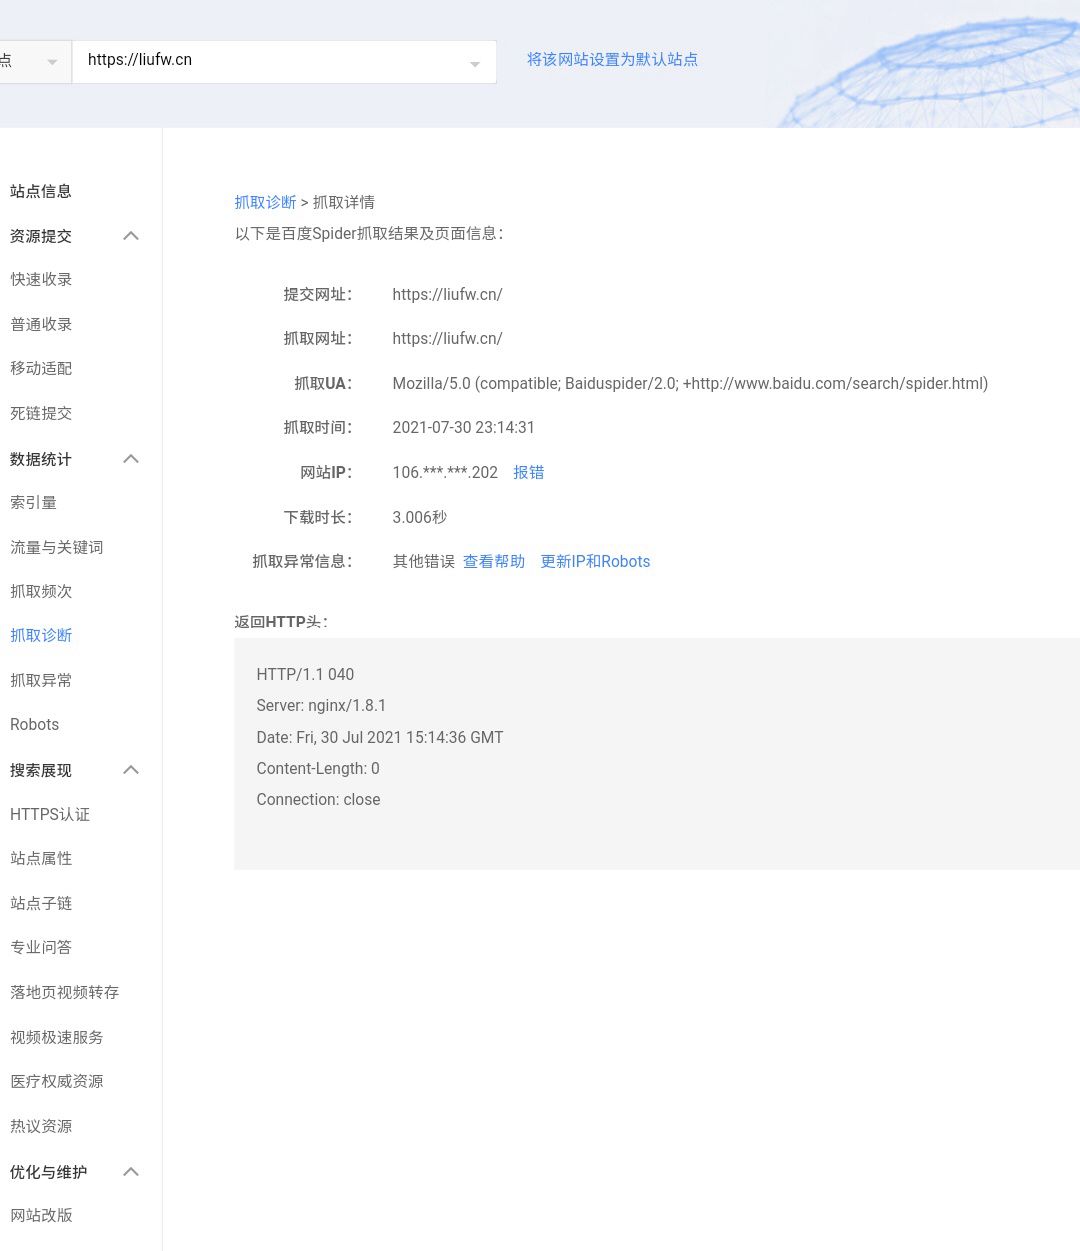 点
https://liufw.cn
将该网站设置为默认站点
站点信息
资源提交
快速收录
普通收录
移动适配
死链提交
数据统计
索引量
流量与关键词
抓取频次
抓取诊断
抓取异常
Robots
搜索展现
HTTPS认证
站点属性
站点子链
专业问答
落地页视频转存
视频极速服务
医疗权威资源
热议资源
优化与维护
网站改版
抓取诊断 > 抓取详情
以下是百度Spider抓取结果及页面信息：
提交网址： https://liufw.cn/
抓取网址： https://liufw.cn/
抓取UA： Mozilla/5.0 (compatible; Baiduspider/2.0; +http://www.baidu.com/search/spider.html)
抓取时间： 2021-07-30 23:14:31
网站IP： 106.***.***.202 报错
下载时长： 3.006秒
抓取异常信息： 其他错误 查看帮助 更新IP和Robots
返回HTTP头：
HTTP/1.1 040
Server: nginx/1.8.1
Date: Fri, 30 Jul 2021 15:14:36 GMT
Content-Length: 0
Connection: close